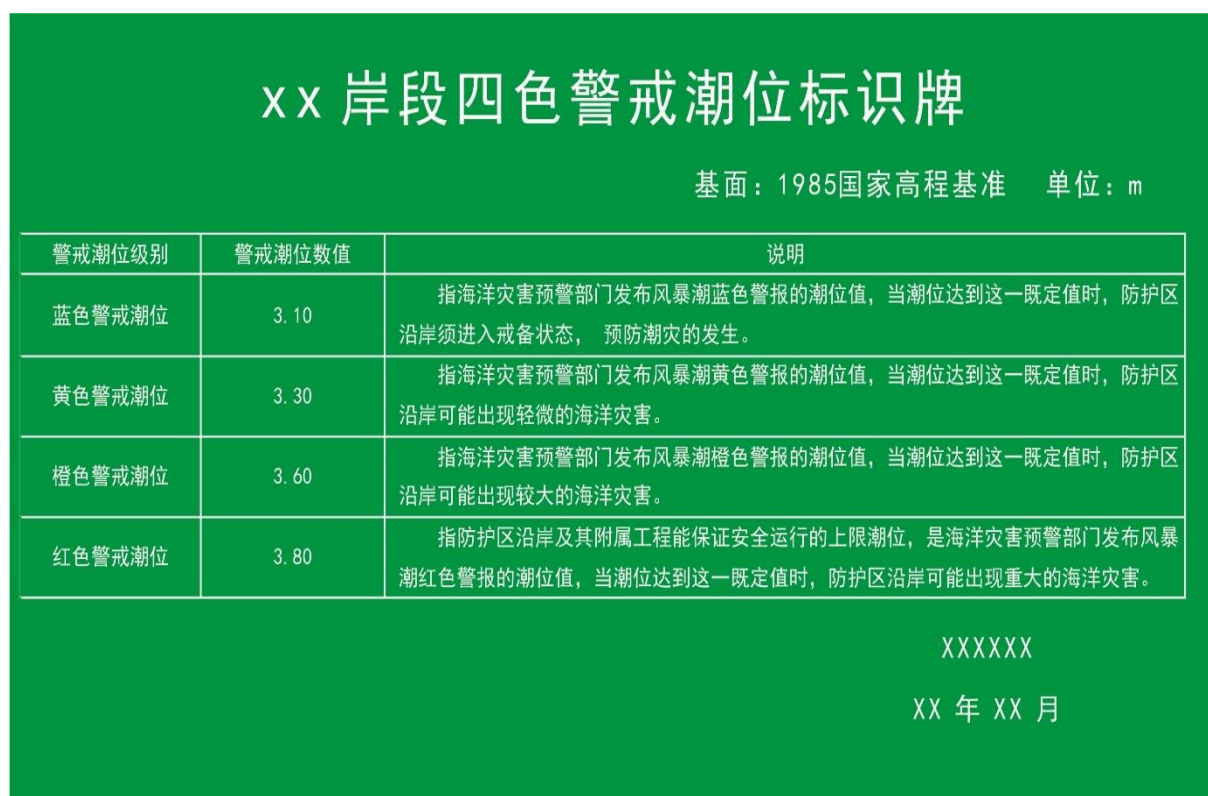 xx岸段四色警戒潮位标识牌
基面：1985国家高程基准 单位：m
警戒潮位级别 警戒潮位数值 说明
蓝色警戒潮位 3.10 指海洋灾害预警部门发布风暴潮蓝色警报的潮位值，当潮位达到这一既定值时，防护区
沿岸须进入戒备状态， 预防潮灾的发生。
黄色警戒潮位 3.30 指海洋灾害预警部门发布风暴潮黄色警报的潮位值，当潮位达到这一既定值时，防护区
沿岸可能出现轻微的海洋灾害。
橙色警戒潮位 3.60 指海洋灾害预警部门发布风暴潮橙色警报的潮位值，当潮位达到这一既定值时，防护区
沿岸可能出现较大的海洋灾害。
红色警戒潮位 3.80 指防护区沿岸及其附属工程能保证安全运行的上限潮位，是海洋灾害预警部门发布风暴
潮红色警报的潮位值，当潮位达到这一既定值时，防护区沿岸可能出现重大的海洋灾害。
XXXXXX
XX 年 XX 月